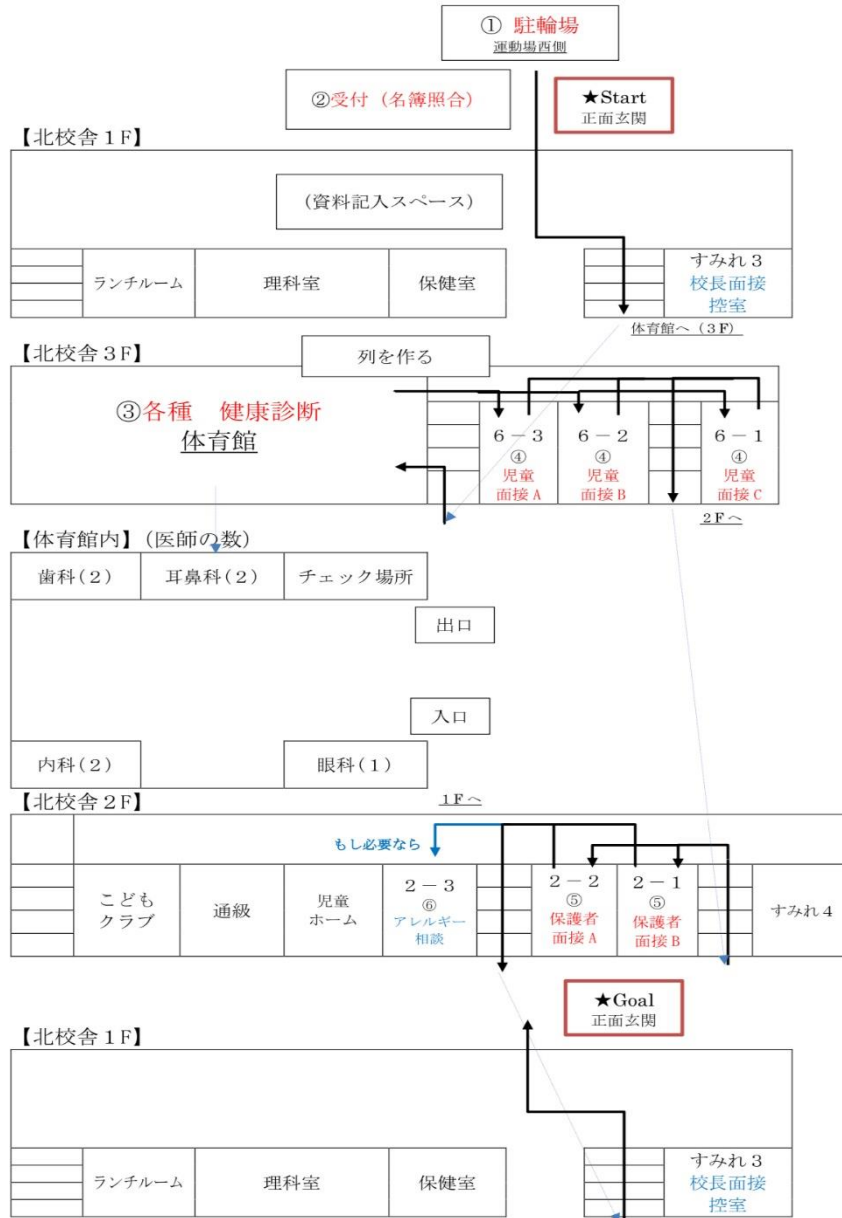 ① 駐輪場
運動場西側
②受付（名簿照合）
★Start
正面玄関
【北校舎１F】
（資料記入スペース）
ランチルーム
理科室
保健室
すみれ３
校長面接
控室
体育館へ（３F）
【北校舎３F】
列を作る
③各種　健康診断
体育館
６－３
④
児童
面接A
６－２
④
児童
面接B
６－１
④
児童
面接C
２Fへ
【体育館内】（医師の数）
歯科(２)
耳鼻科(２)
チェック場所
出口
入口
内科(２)
眼科(１)
【北校舎２F】
１Fへ
もし必要なら
こども
クラブ
通級
児童
ホーム
２－３
⑥
アレルギー
相談
２－２
⑤
保護者
面接A
２－１
⑤
保護者
面接B
すみれ４
★Goal
正面玄関
【北校舎１F】
ランチルーム
理科室
保健室
すみれ３
校長面接
控室